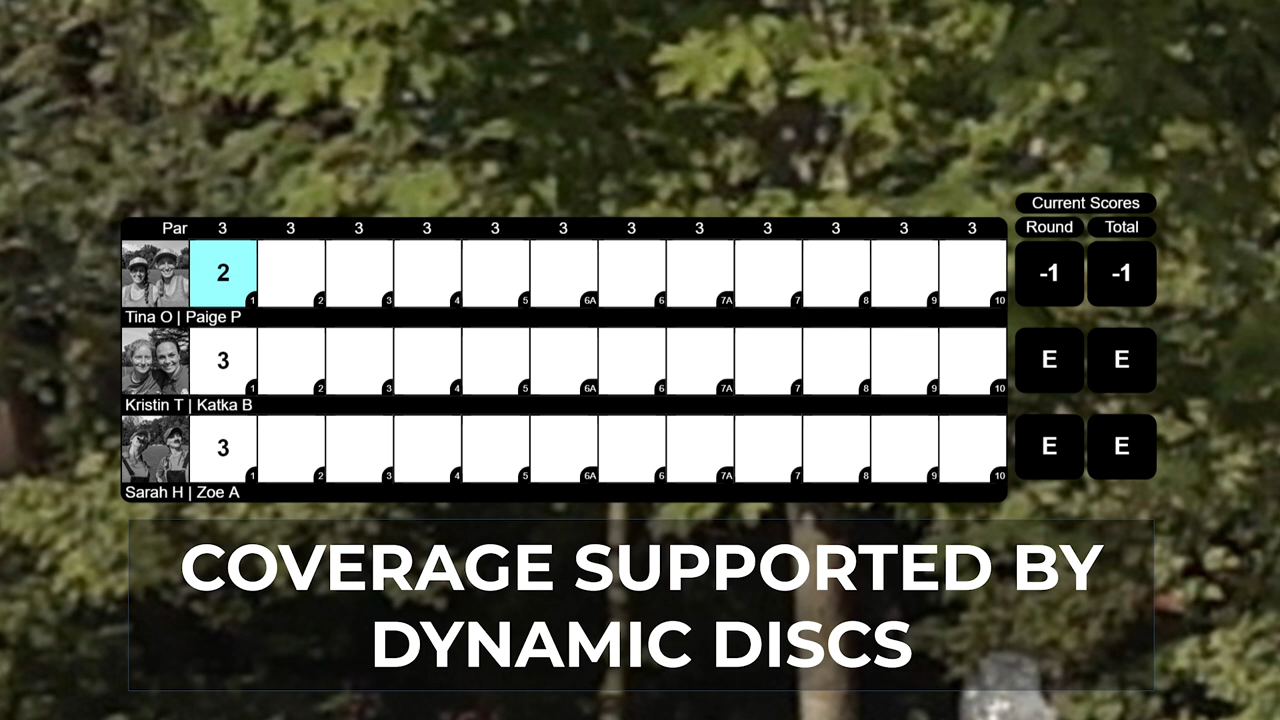 Current Scores
Par 3 3 3 3 3 3 3 3 3 3 3 3 Round Total
2 -1 -1
1 2 3 4 5 6A 6 7A 7 8 9 10
Tina O | Paige P
3 E E
1 2 3 4 5 6A 6 7A 7 8 9 10
Kristin T | Katka B
3 E E
1 2 3 4 5 6A 6 7A 7 8 9 10
Sarah H | Zoe A
COVERAGE SUPPORTED BY
DYNAMIC DISCS